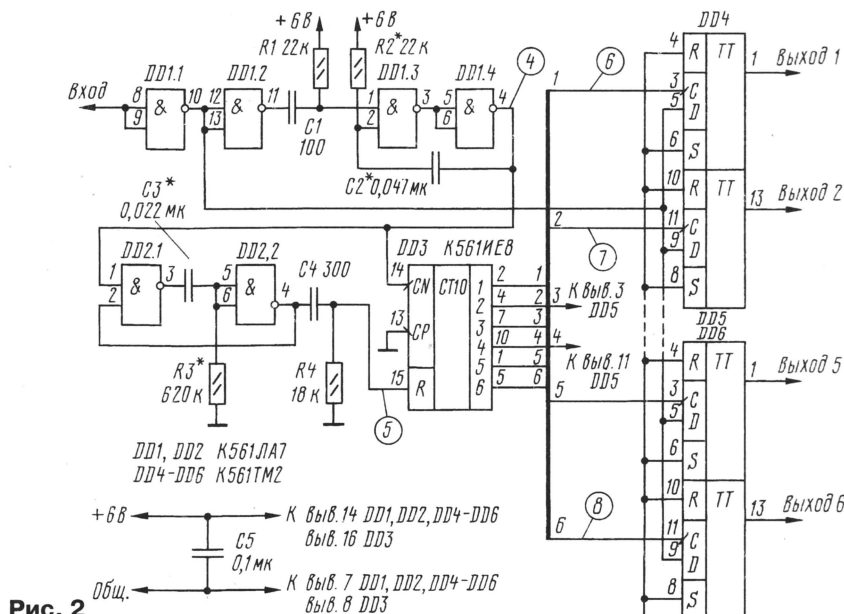 +6В
+6В
DD4
R1 22к
R2* 22к
4 R TT 1 Выход 1
DD1.1
DD1.2
DD1.3
DD1.4
4
1
6
3 C
5 D
Вход
8 & 10
9
12 & 11
13
1 & 3
2
5 & 4
6
C1
100
6 S
10 R TT 13 Выход 2
C2* 0,047мк
C3*
0,022 мк
2
11 C
9 D
7
DD3 К561ИЕ8
DD2.1
DD2.2
C4 300
8 S
1 & 3
2
5 & 4
6
14 CN CT10 1 2 1
2 4 2 3 К выв.3
DD5
3 7 3
13 CP 4 10 4 4
К выв.11
DD5
5 1 5
15 R 6 5 6
5
DD5
DD6
4 R TT 1 Выход 5
R3*
620к
R4
18к
5
3 C
5 D
6 S
DD1, DD2 К561ЛА7
DD4-DD6 К561ТМ2
10 R TT 13 Выход 6
+6В
К выв.14 DD1, DD2, DD4-DD6
выв.16 DD3
6
8
11 C
9 D
C5
0,1мк
Общ.
К выв.7 DD1, DD2, DD4-DD6
выв.8 DD3
8 S
Рис. 2